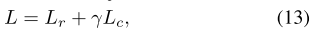 L = L_r + γL_c, (13)